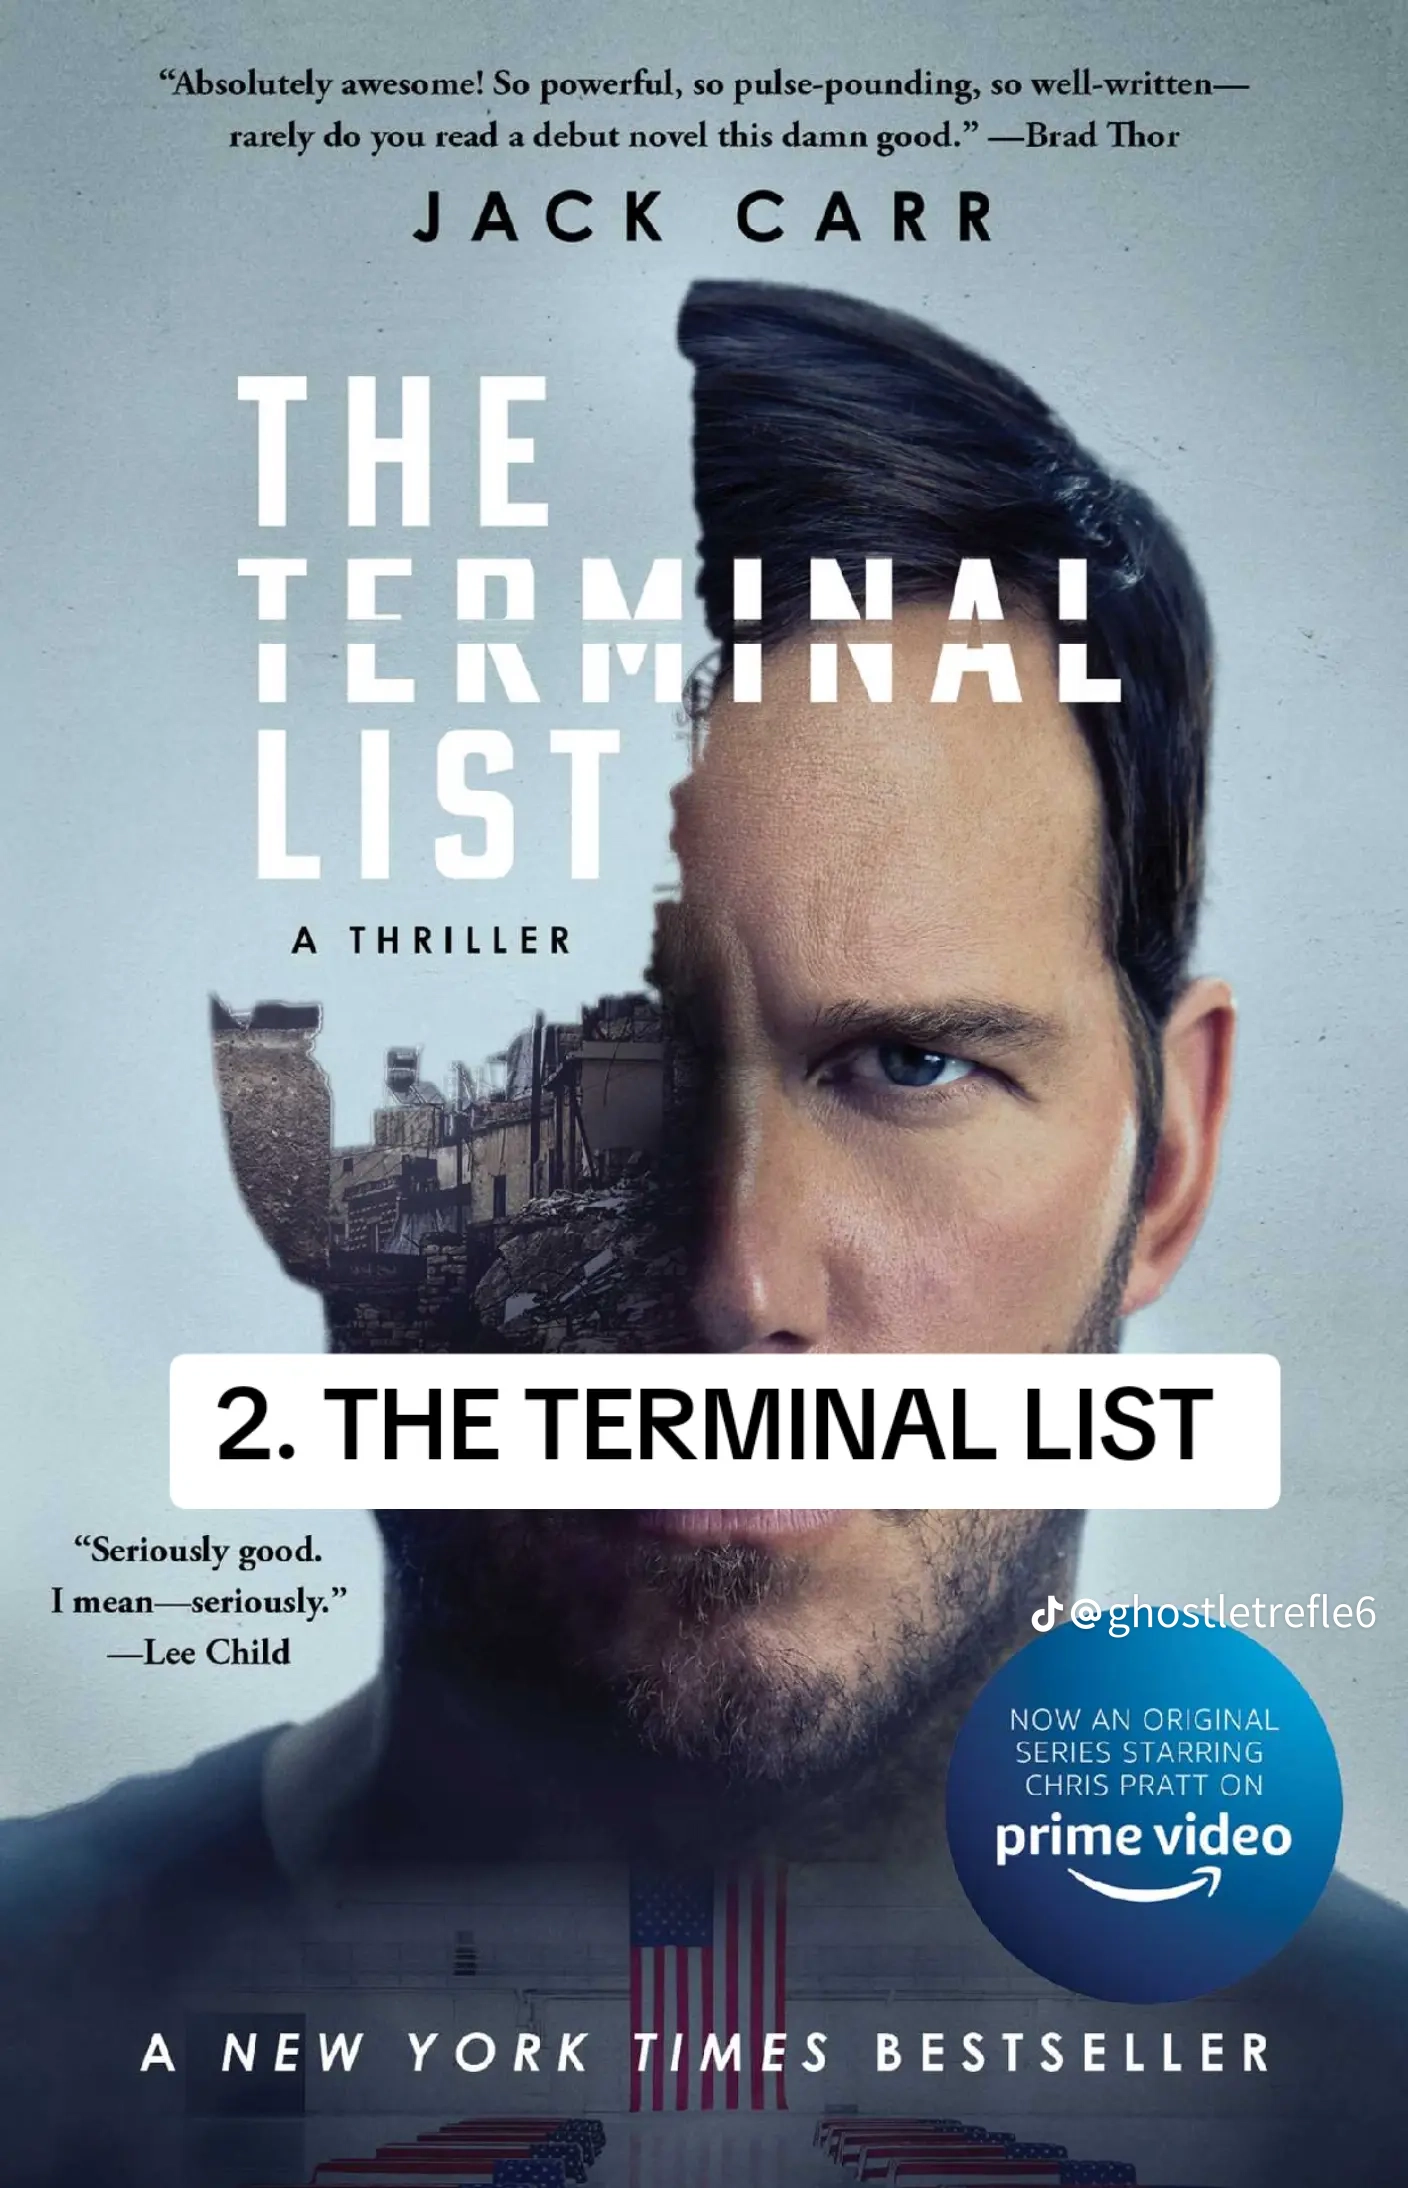 “Absolutely awesome! So powerful, so pulse-pounding, so well-written—
rarely do you read a debut novel this damn good.” —Brad Thor
JACK CARR
THE
TERMINAL
LIST
A THRILLER
2. THE TERMINAL LIST
“Seriously good.
I mean—seriously.”
—Lee Child
@ghostletrefle6
NOW AN ORIGINAL
SERIES STARRING
CHRIS PRATT ON
prime video
A NEW YORK TIMES BESTSELLER